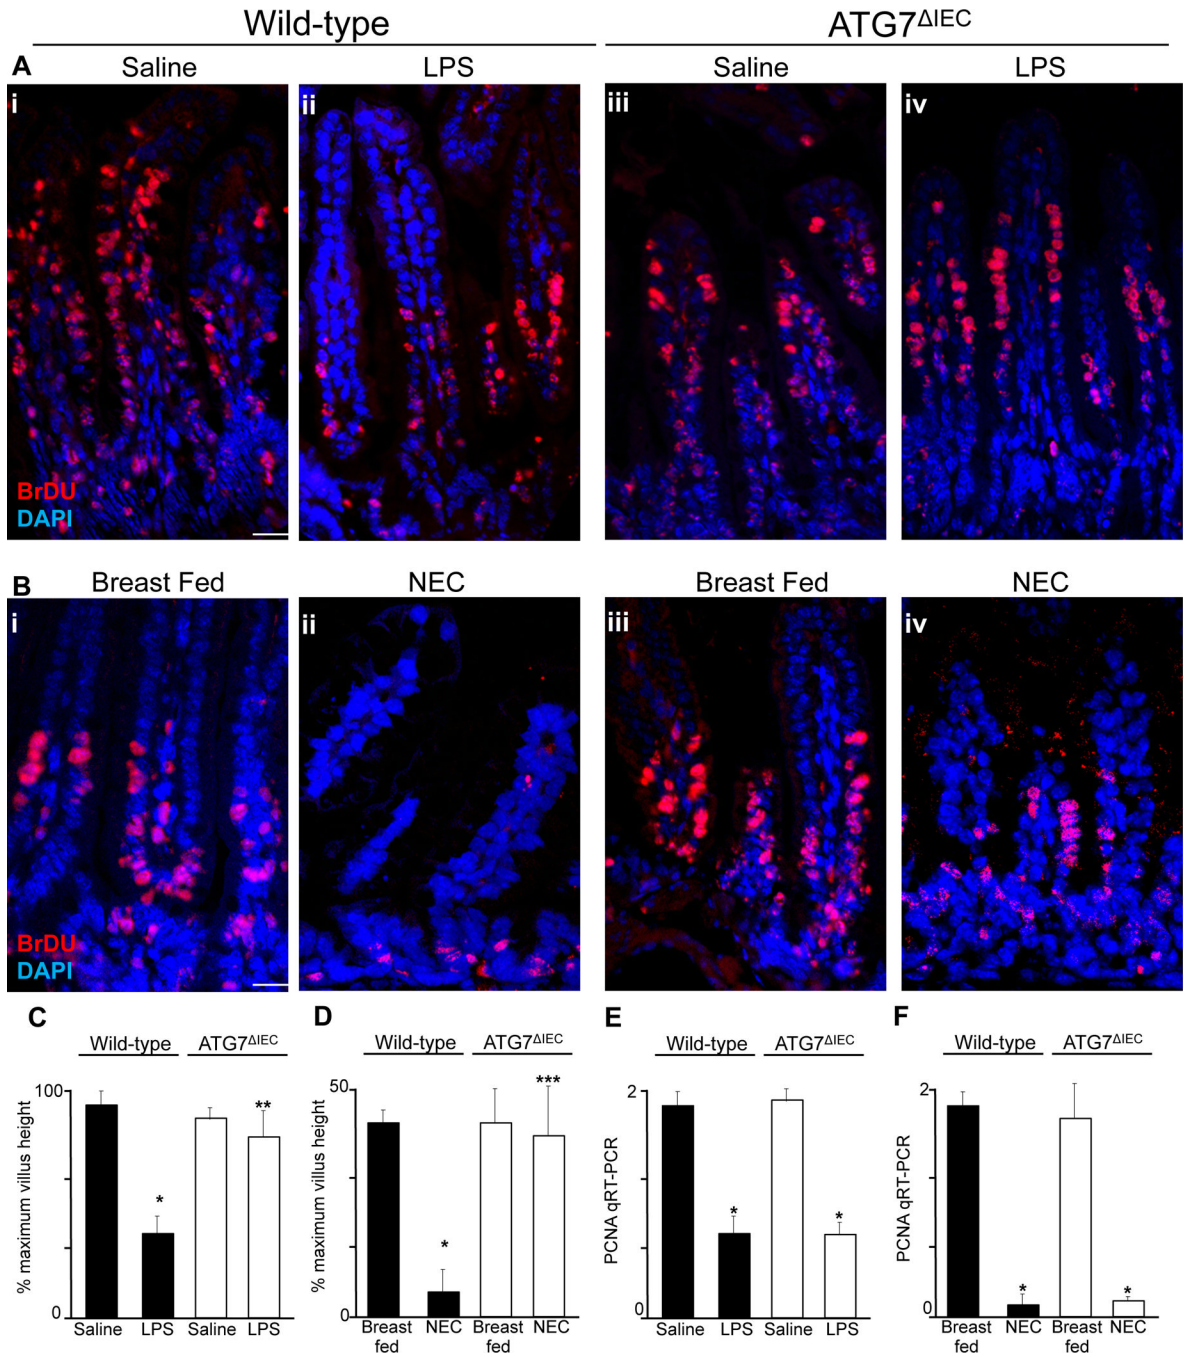 Wild-type ATG7ΔIEC
A Saline LPS Saline LPS
i ii iii iv
BrDU
DAPI
B Breast Fed NEC Breast Fed NEC
i ii iii iv
BrDU
DAPI
C
Wild-type ATG7ΔIEC
% maximum villus height
100
0
* **
Saline LPS Saline LPS
D
Wild-type ATG7ΔIEC
% maximum villus height
50
0
* ***
Breast fed NEC Breast fed NEC
E
Wild-type ATG7ΔIEC
PCNA qRT-PCR
2
0
* *
Saline LPS Saline LPS
F
Wild-type ATG7ΔIEC
PCNA qRT-PCR
2
0
* *
Breast fed NEC Breast fed NEC